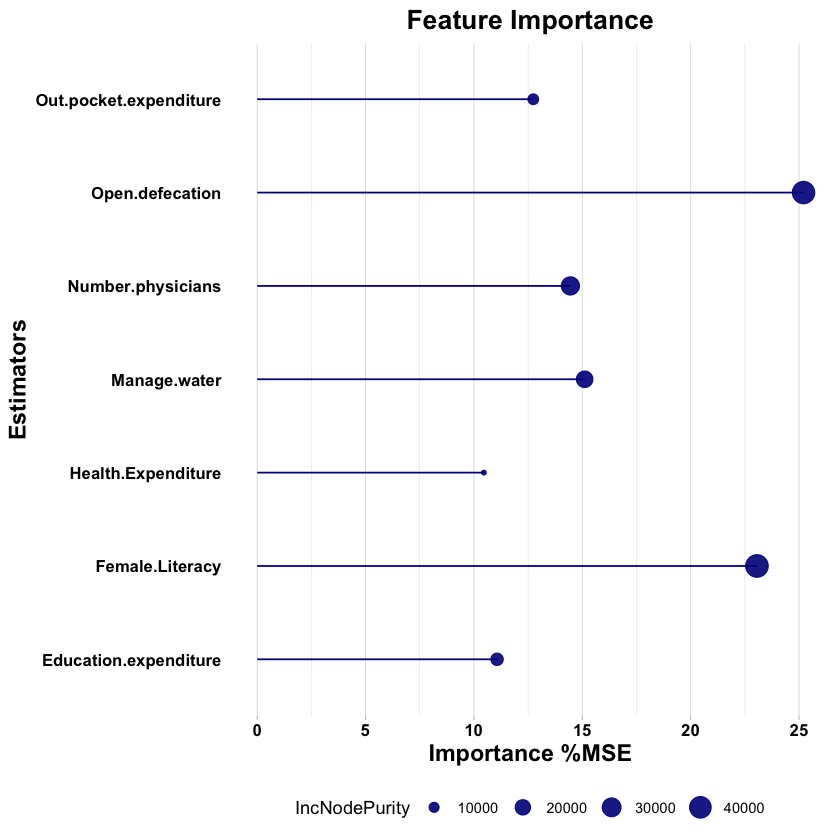 Feature Importance
Estimators
Out.pocket.expenditure
Open.defecation
Number.physicians
Manage.water
Health.Expenditure
Female.Literacy
Education.expenditure
0 5 10 15 20 25
Importance %MSE
IncNodePurity 10000 20000 30000 40000